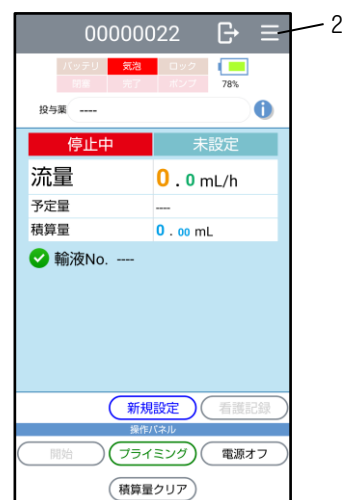 00000022
2
バッテリ 気泡 ロック
閉塞 完了 ポンプ 78%
投与薬 ----
停止中 未設定
流量 0.0 mL/h
予定量 ----
積算量 0.00 mL
輸液No. ----
新規設定 看護記録
操作パネル
開始 プライミング 電源オフ
積算量クリア